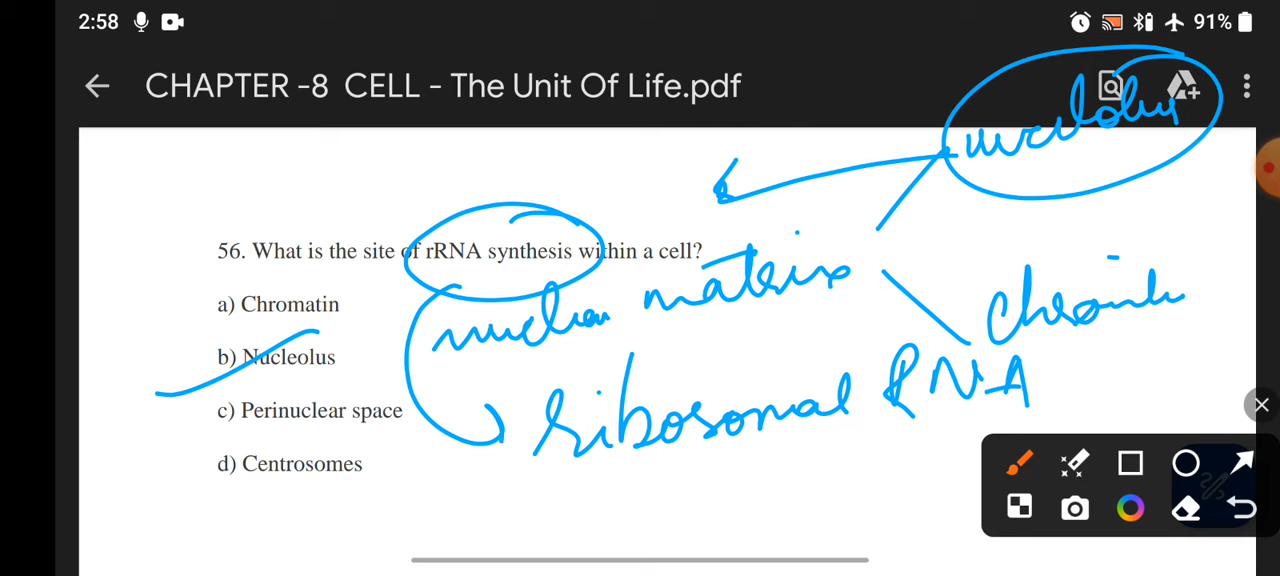 2:58 91%
CHAPTER -8 CELL - The Unit Of Life.pdf
nucleolus
56. What is the site of rRNA synthesis within a cell?
nuclear matrix
a) Chromatin
b) Nucleolus
ribosomal RNA
c) Perinuclear space
d) Centrosomes